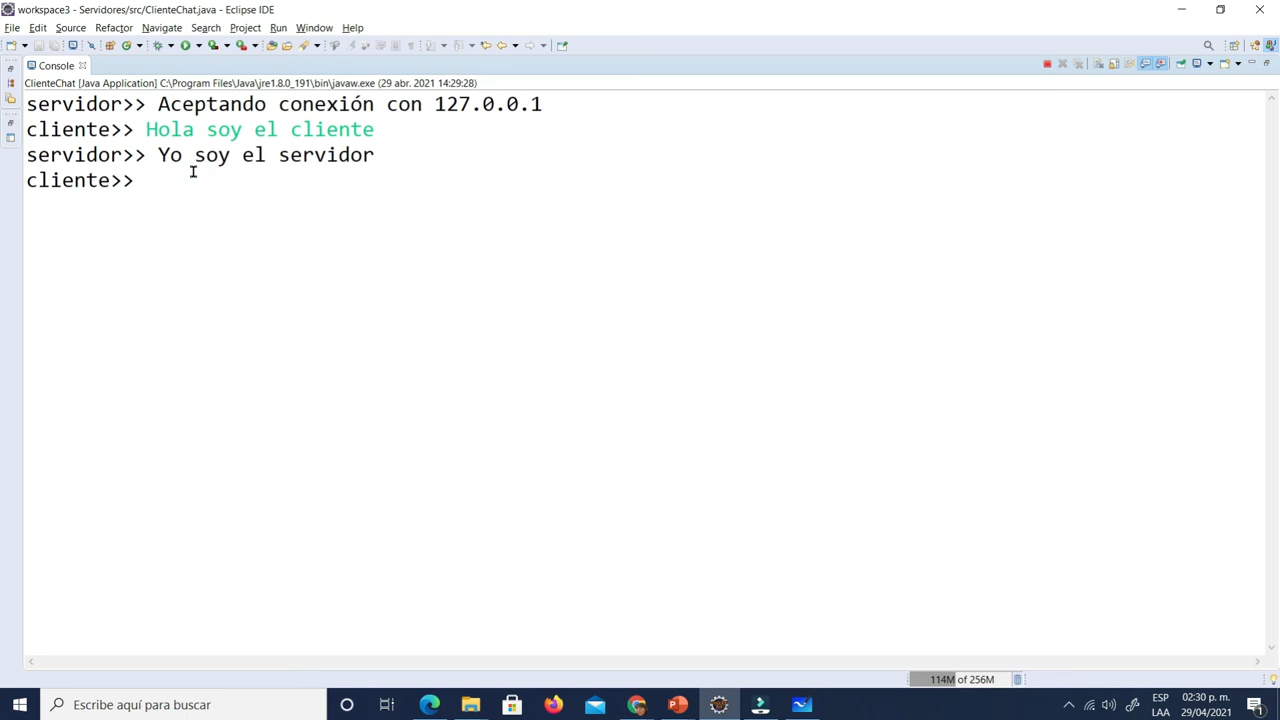 workspace3 - Servidores/src/ClienteChat.java - Eclipse IDE
File Edit Source Refactor Navigate Search Project Run Window Help
Console
ClienteChat [Java Application] C:\Program Files\Java\jre1.8.0_191\bin\javaw.exe (29 abr. 2021 14:29:28)
servidor>> Aceptando conexión con 127.0.0.1
cliente>> Hola soy el cliente
servidor>> Yo soy el servidor
cliente>>
114M of 256M
Escribe aquí para buscar
ESP
LAA
02:30 p. m.
29/04/2021
1